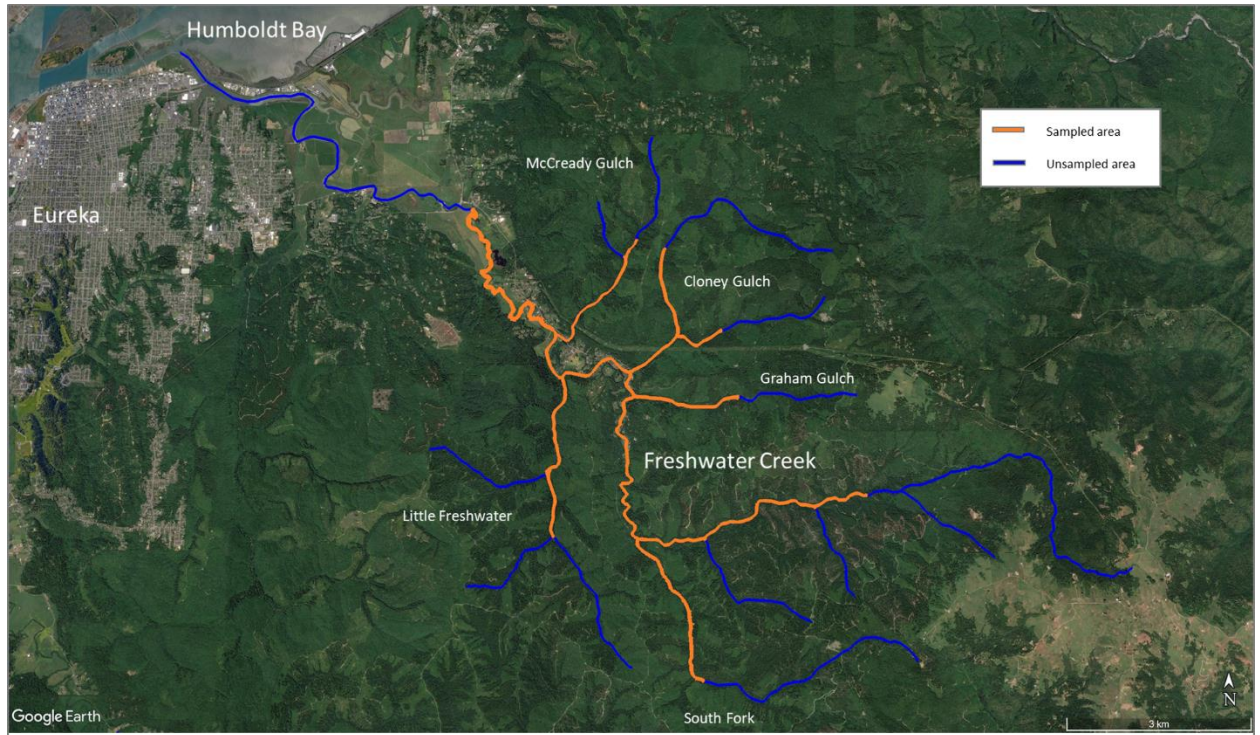 Humboldt Bay
McCready Gulch
Sampled area
Unsampled area
Eureka
Cloney Gulch
Graham Gulch
Freshwater Creek
Little Freshwater
South Fork
Google Earth
N
3 km